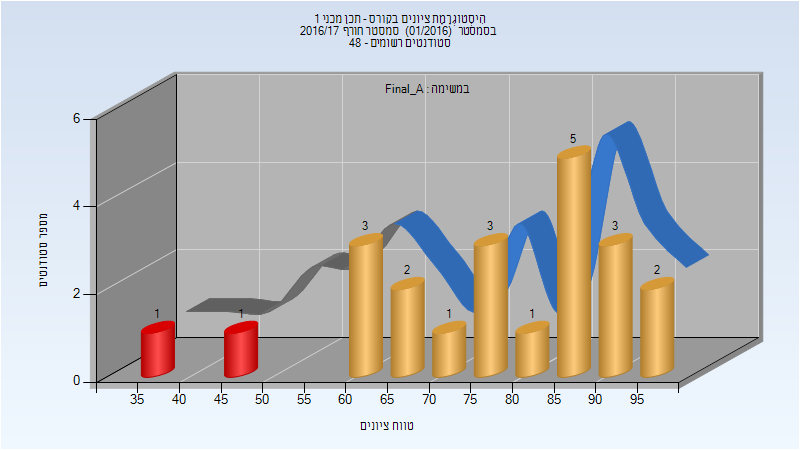 היסטוגרמת ציונים בקורס - תכן מכני 1
בסמסטר  (01/2016)  סמסטר חורף 2016/17
סטודנטים רשומים - 48
במשימה : Final_A
מספר סטודנטים
6
4
2
0
1
1
3
2
1
3
1
5
3
2
35 40 45 50 55 60 65 70 75 80 85 90 95
טווח ציונים